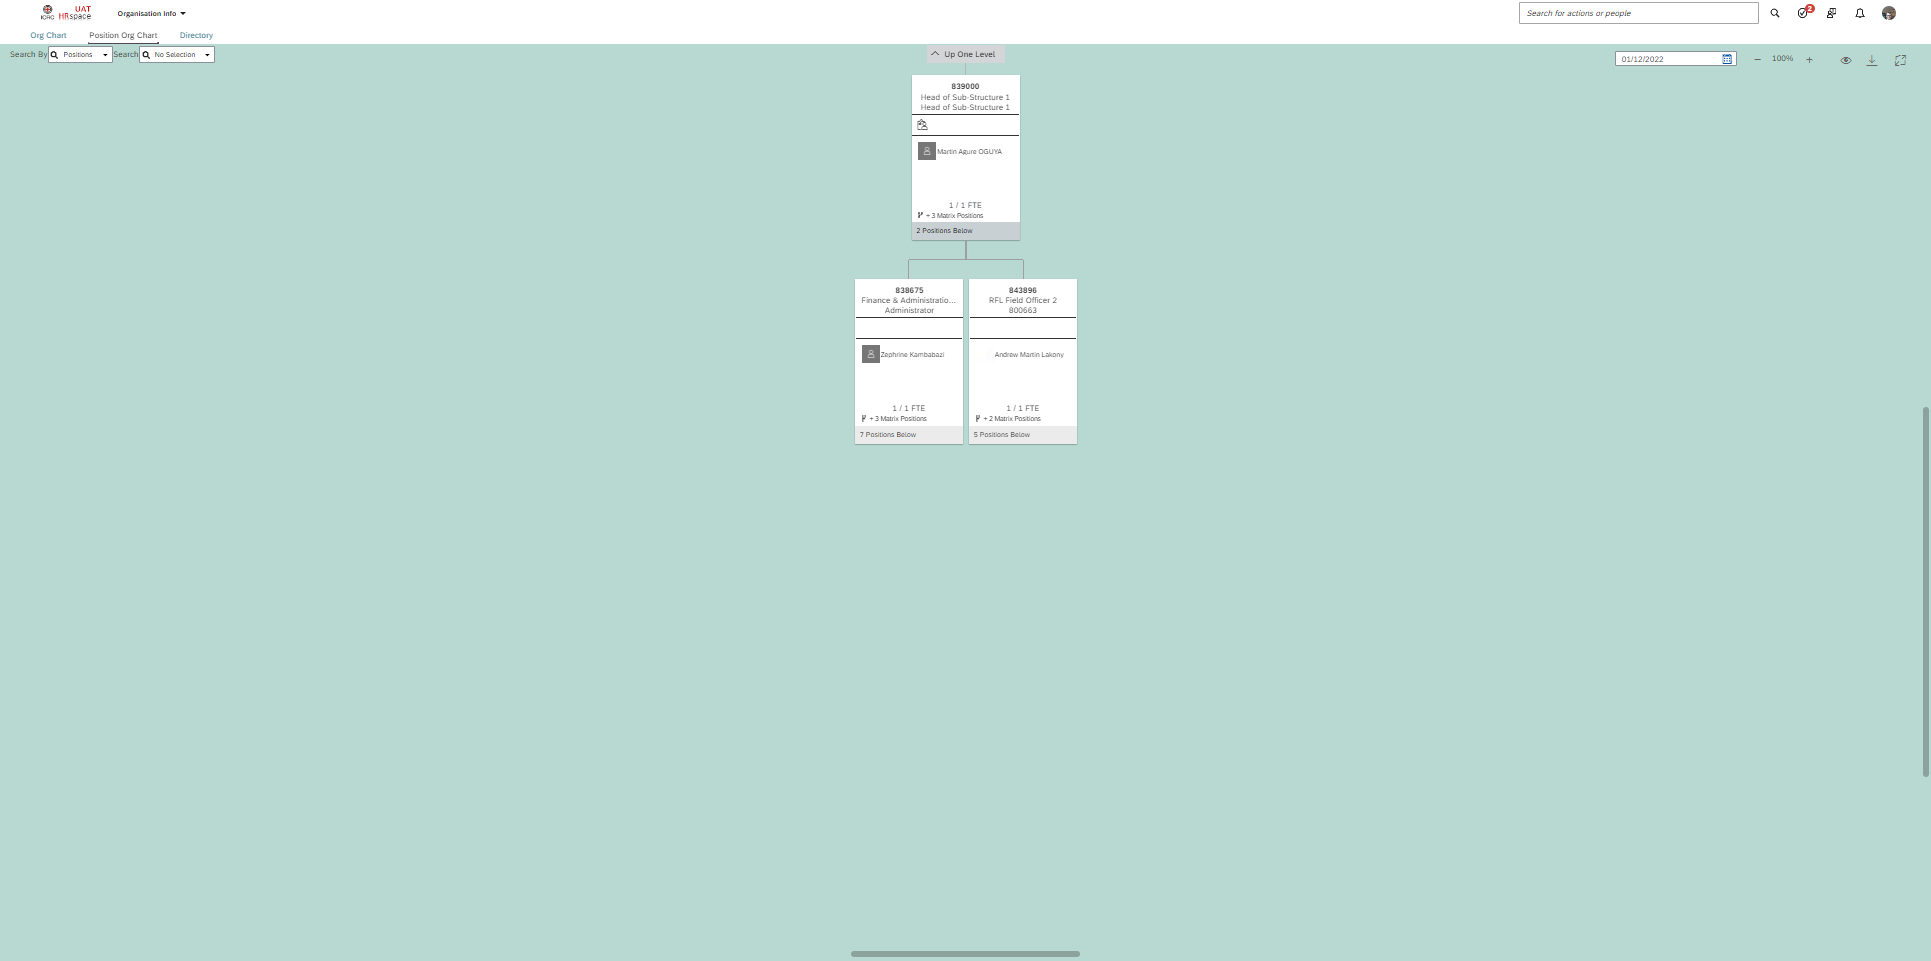 ICRC
UAT
HRspace
Organisation Info
Search for actions or people
2
Org Chart
Position Org Chart
Directory
Search By
Positions
Search
No Selection
Up One Level
01/12/2022
100%
839000
Head of Sub-Structure 1
Head of Sub-Structure 1
Martin Agure OGUYA
1 / 1 FTE
+ 3 Matrix Positions
2 Positions Below
838675
Finance & Administratio...
Administrator
Zephrine Kambabazi
1 / 1 FTE
+ 3 Matrix Positions
7 Positions Below
843896
RFL Field Officer 2
800663
Andrew Martin Lakony
1 / 1 FTE
+ 2 Matrix Positions
5 Positions Below